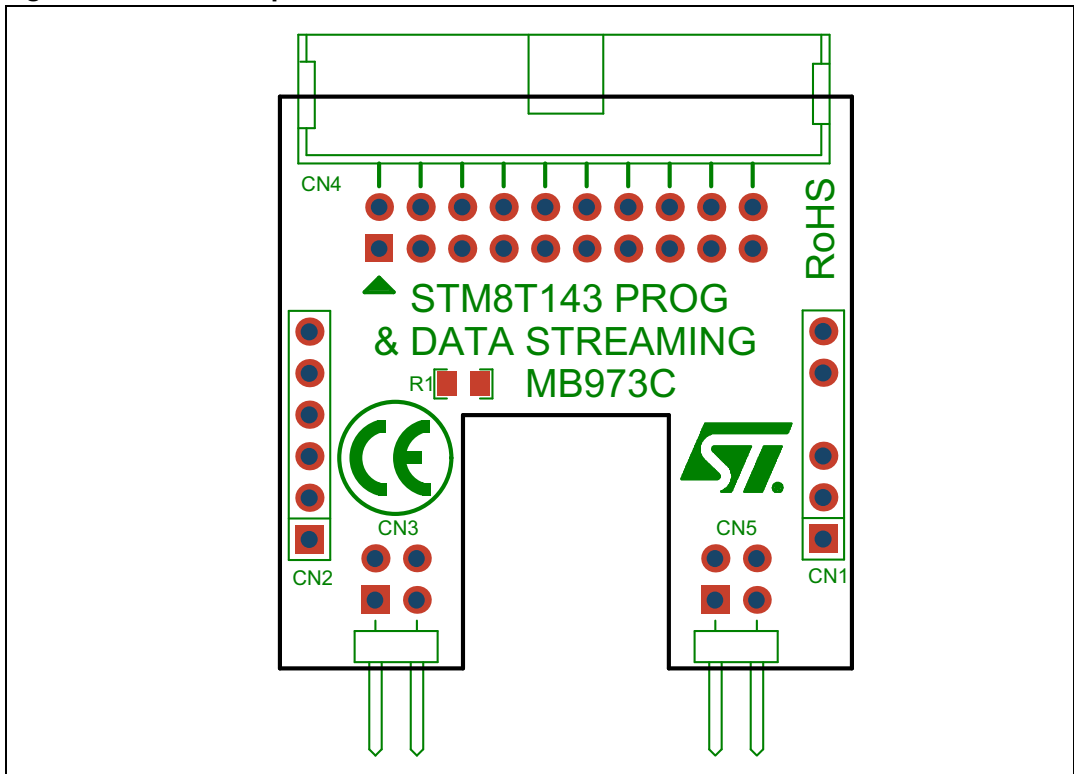 CN4
RoHS
STM8T143 PROG
& DATA STREAMING
R1 MB973C
CE
ST
CN3
CN5
CN2
CN1